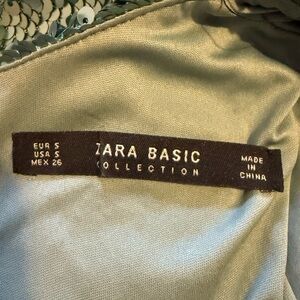 EUR S
USA S
MEX 26
ZARA BASIC
COLLECTION
MADE
IN
CHINA